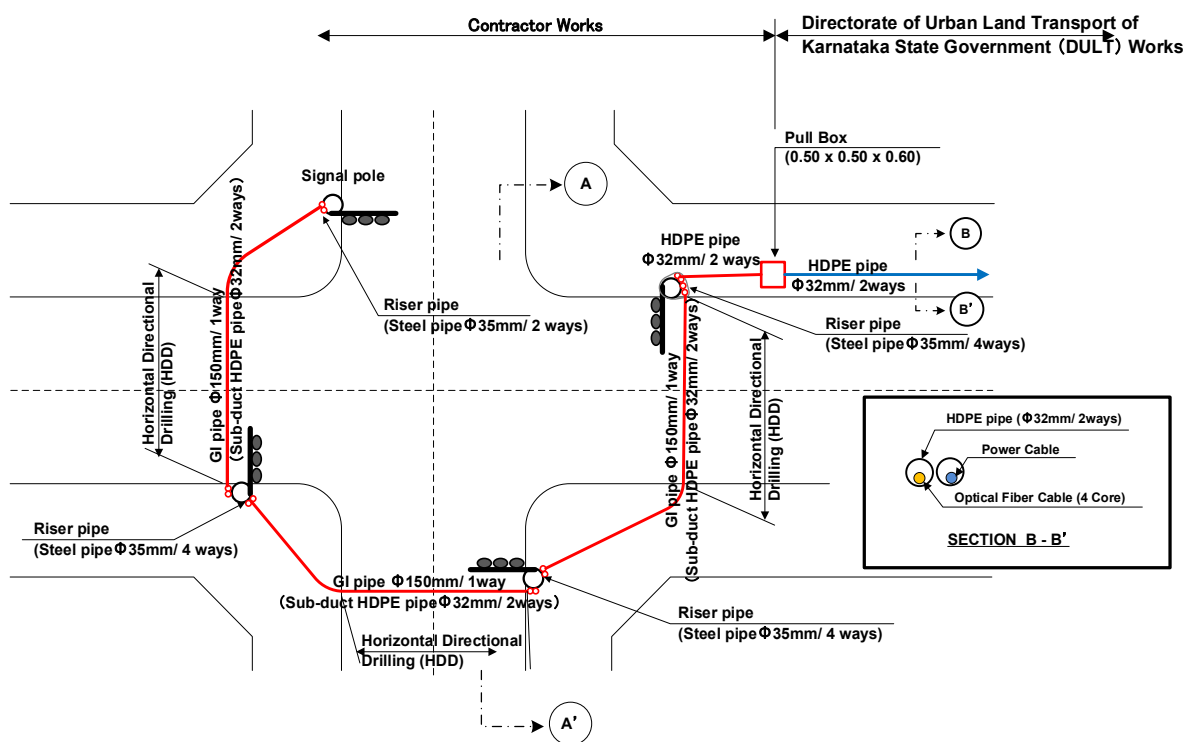 Contractor Works
Directorate of Urban Land Transport of
Karnataka State Government (DULT) Works
Pull Box
(0.50 x 0.50 x 0.60)
Signal pole
A
B
HDPE pipe
Φ32mm/ 2 ways
HDPE pipe
Φ32mm/ 2ways
B'
Riser pipe
(Steel pipeΦ35mm/ 2 ways)
Riser pipe
(Steel pipeΦ35mm/ 4ways)
Horizontal Directional
Drilling (HDD)
GI pipe Φ150mm/ 1way
(Sub-duct HDPE pipeΦ32mm/ 2ways)
GI pipe Φ150mm/ 1way
(Sub-duct HDPE pipeΦ32mm/ 2ways)
Horizontal Directional
Drilling (HDD)
HDPE pipe (Φ32mm/ 2ways)
Power Cable
Optical Fiber Cable (4 Core)
SECTION B - B'
Riser pipe
(Steel pipeΦ35mm/ 4 ways)
GI pipe Φ150mm/ 1way
(Sub-duct HDPE pipeΦ32mm/ 2ways)
Riser pipe
(Steel pipeΦ35mm/ 4 ways)
Horizontal Directional
Drilling (HDD)
A'